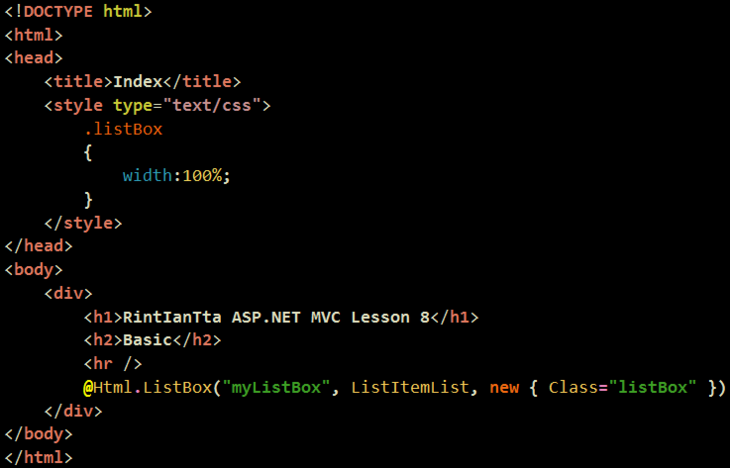 <!DOCTYPE html>
<html>
<head>
    <title>Index</title>
    <style type="text/css">
        .listBox
        {
            width:100%;
        }
    </style>
</head>
<body>
    <div>
        <h1>RintIanTta ASP.NET MVC Lesson 8</h1>
        <h2>Basic</h2>
        <hr />
        @Html.ListBox("myListBox", ListItemList, new { Class="listBox" })
    </div>
</body>
</html>